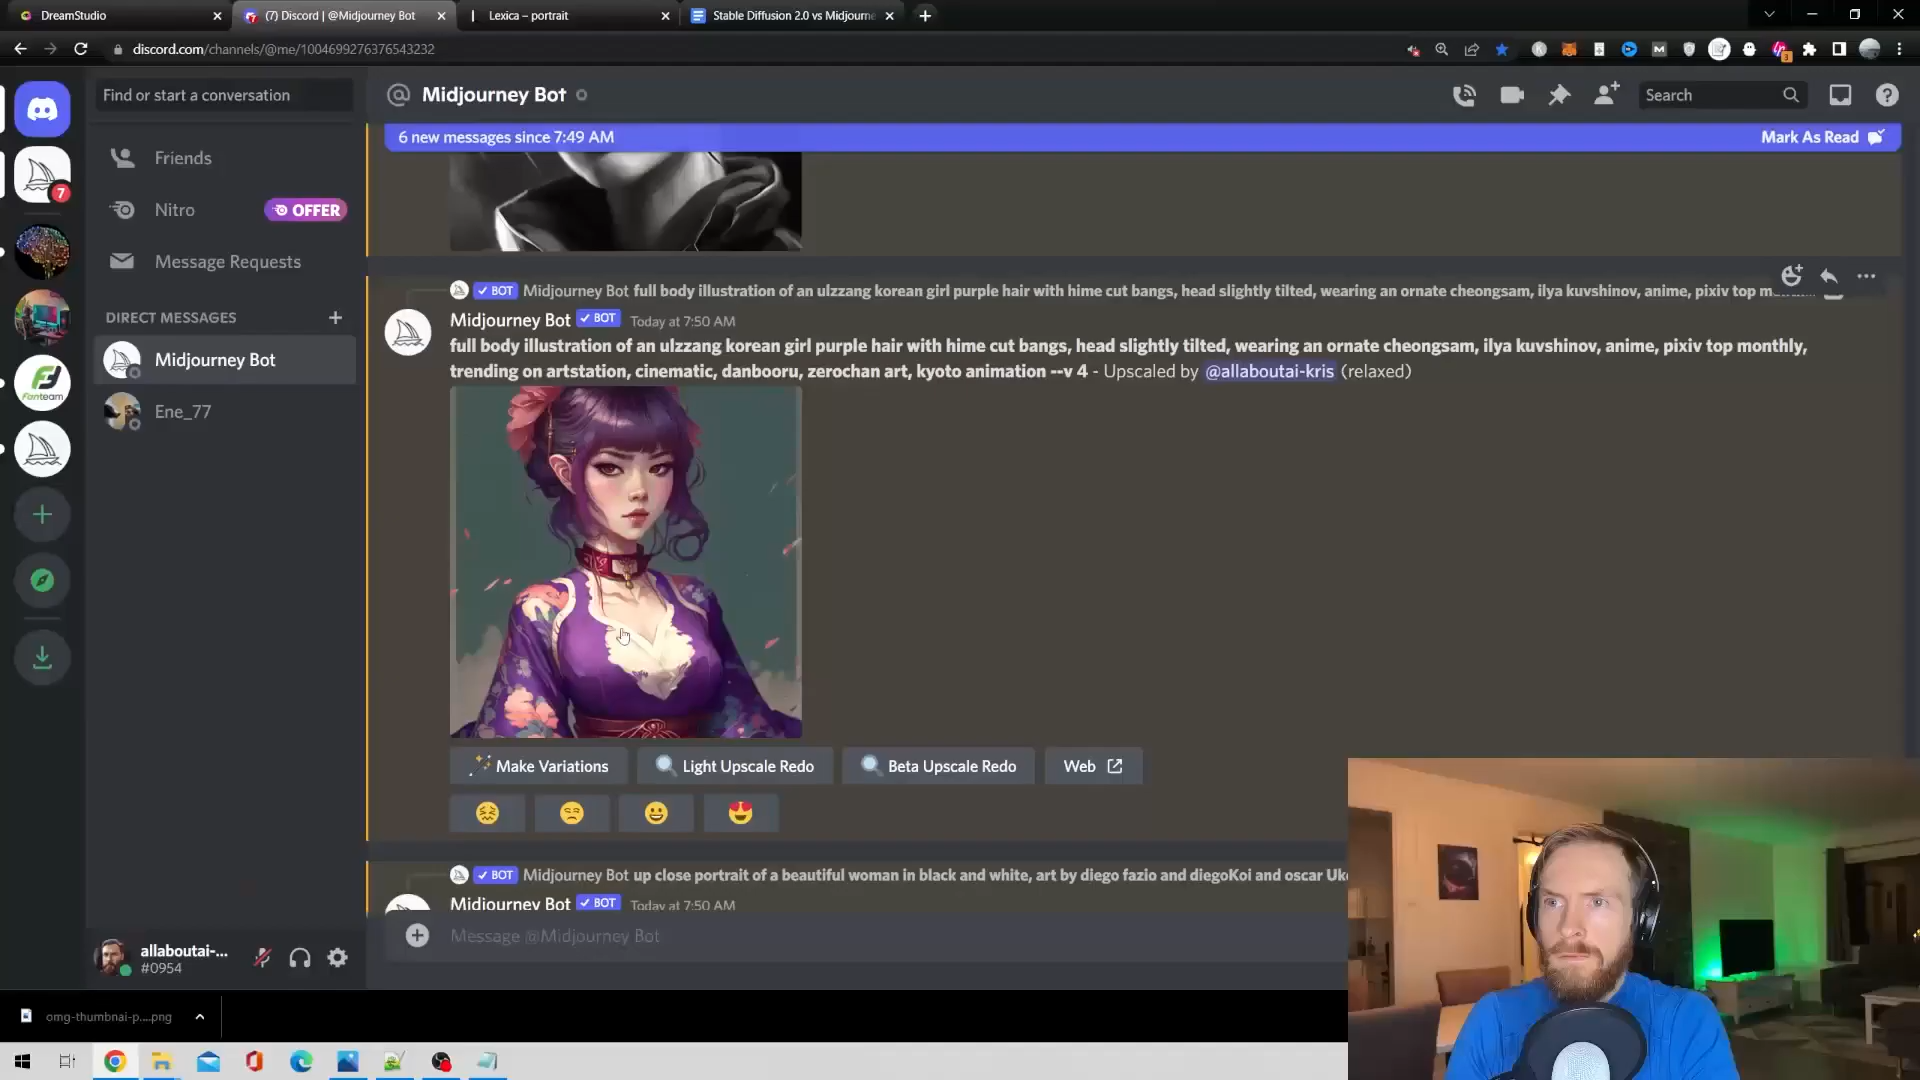 DreamStudio
(7) Discord | @Midjourney Bot
Lexica – portrait
Stable Diffusion 2.0 vs Midjourne
discord.com/channels/@me/1004699276376543232
3
Find or start a conversation
Midjourney Bot
Search
6 new messages since 7:49 AM
Mark As Read
7
Friends
Nitro
OFFER
Message Requests
DIRECT MESSAGES
Midjourney Bot
Ene_77
Fanteam
BOT Midjourney Bot full body illustration of an ulzzang korean girl purple hair with hime cut bangs, head slightly tilted, wearing an ornate cheongsam, ilya kuvshinov, anime, pixiv top m...
Midjourney Bot BOT Today at 7:50 AM
full body illustration of an ulzzang korean girl purple hair with hime cut bangs, head slightly tilted, wearing an ornate cheongsam, ilya kuvshinov, anime, pixiv top monthly,
trending on artstation, cinematic, danbooru, zerochan art, kyoto animation --v 4 - Upscaled by @allaboutai-kris (relaxed)
Make Variations
Light Upscale Redo
Beta Upscale Redo
Web
BOT Midjourney Bot up close portrait of a beautiful woman in black and white, art by diego fazio and diegoKoi and oscar Uk
Midjourney Bot BOT Today at 7:50 AM
Message @Midjourney Bot
allaboutai-...
#0954
omg-thumbnai-p....png